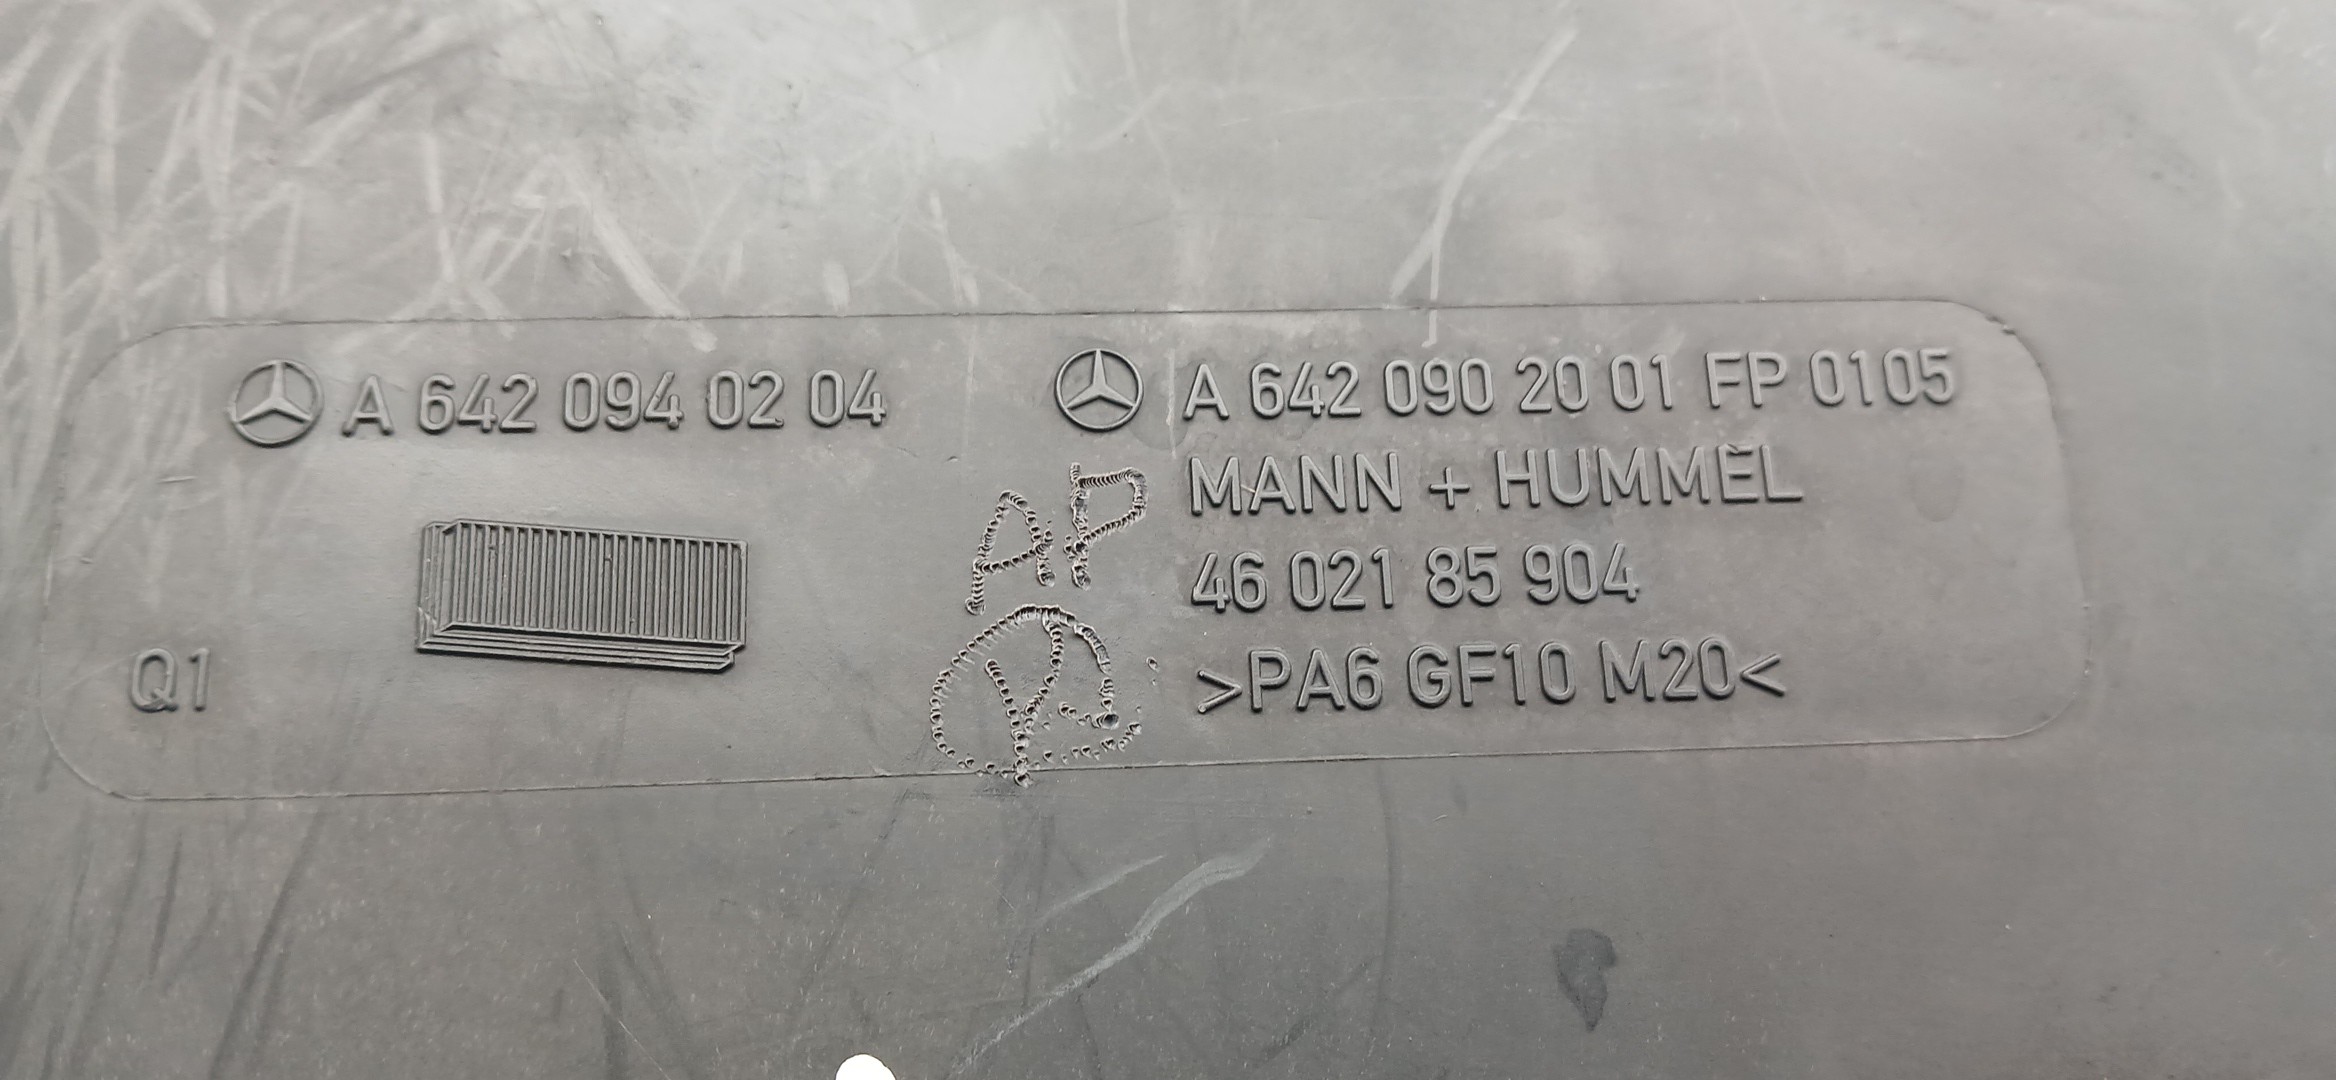 A 642 094 02 04
Q1
A 642 090 20 01 FP 0105
MANN + HUMMEL
46 021 85 904
>PA6 GF10 M20<
AP